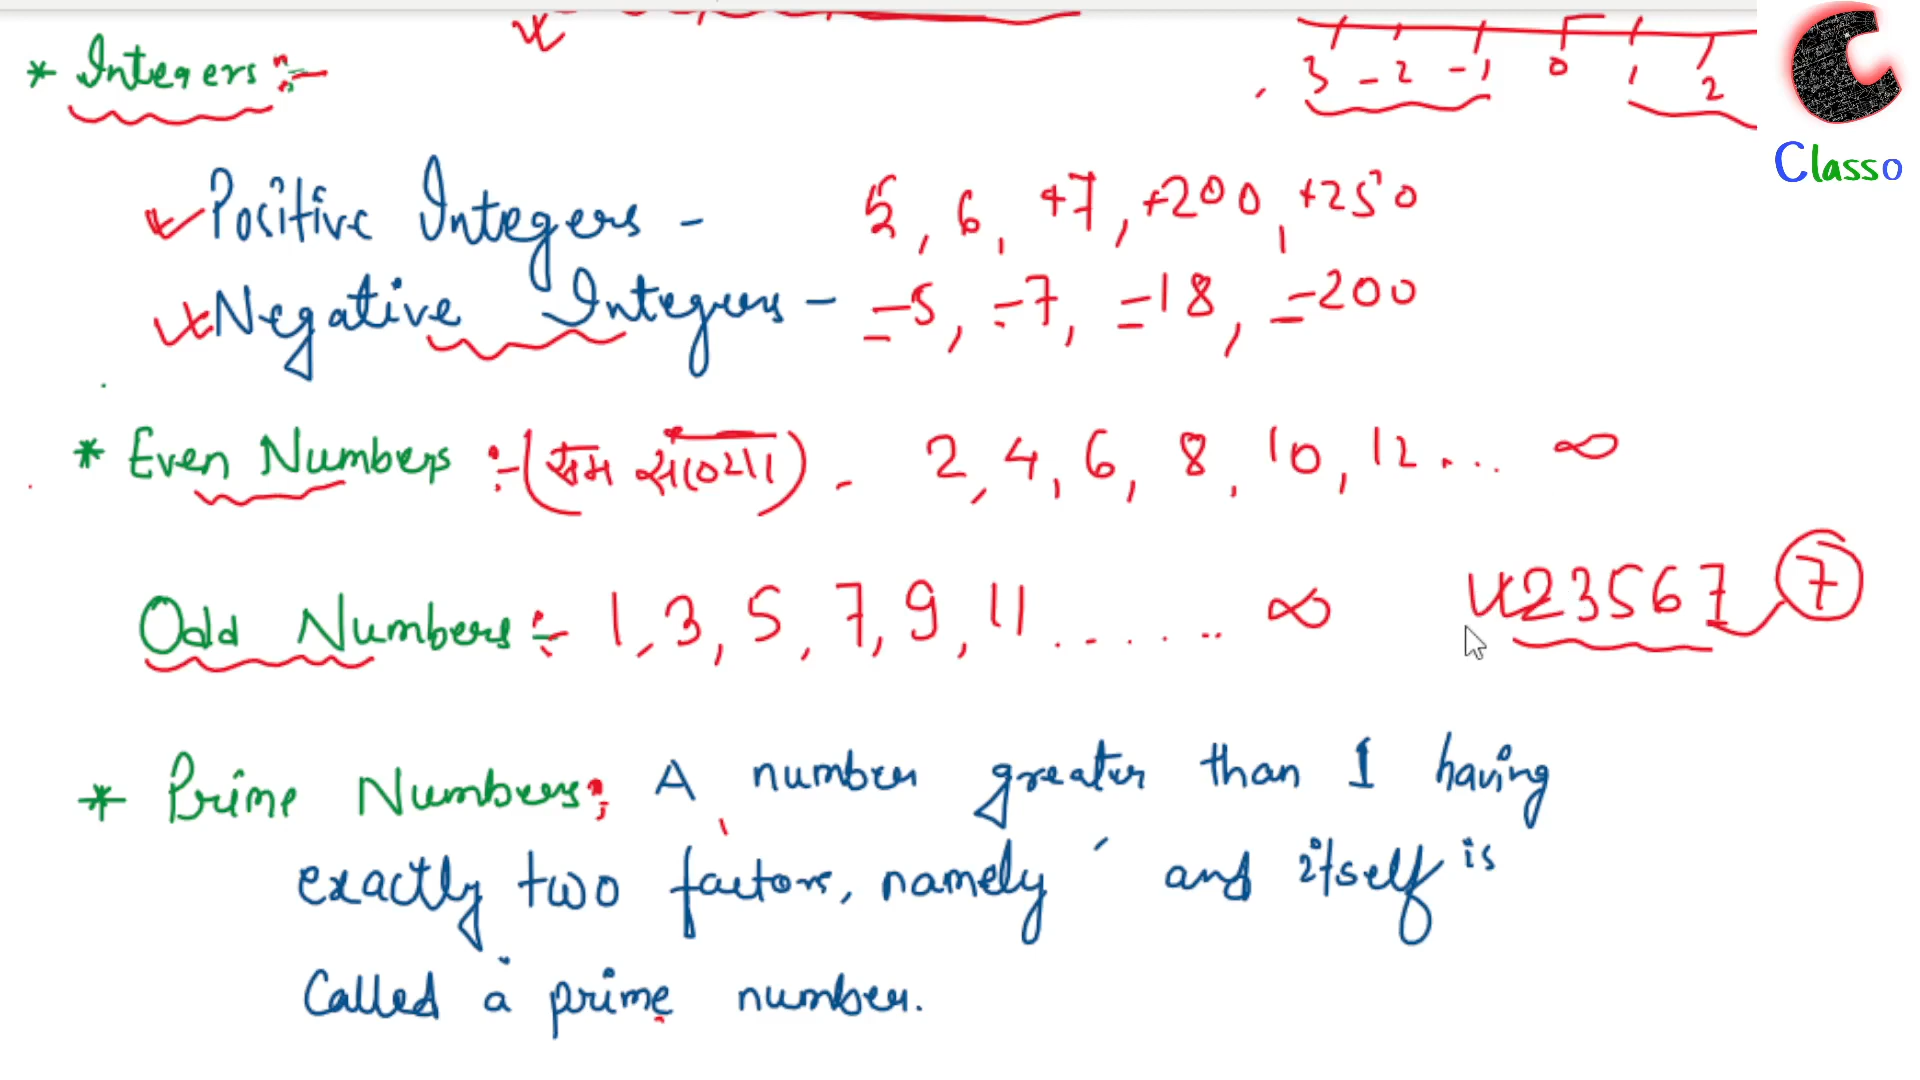 * Integers :-
3 -2 -1 0 1 2
Classo
Positive Integers - 5, 6, +7, +200, +250
Negative Integers - -5, -7, -18, -200
* Even Numbers :- (सम संख्या) - 2, 4, 6, 8, 10, 12 ... ∞
Odd Numbers :- 1, 3, 5, 7, 9, 11 ...... ∞ 23567 7
* Prime Numbers: A number greater than 1 having
exactly two factors, namely and itself is
Called a prime number.